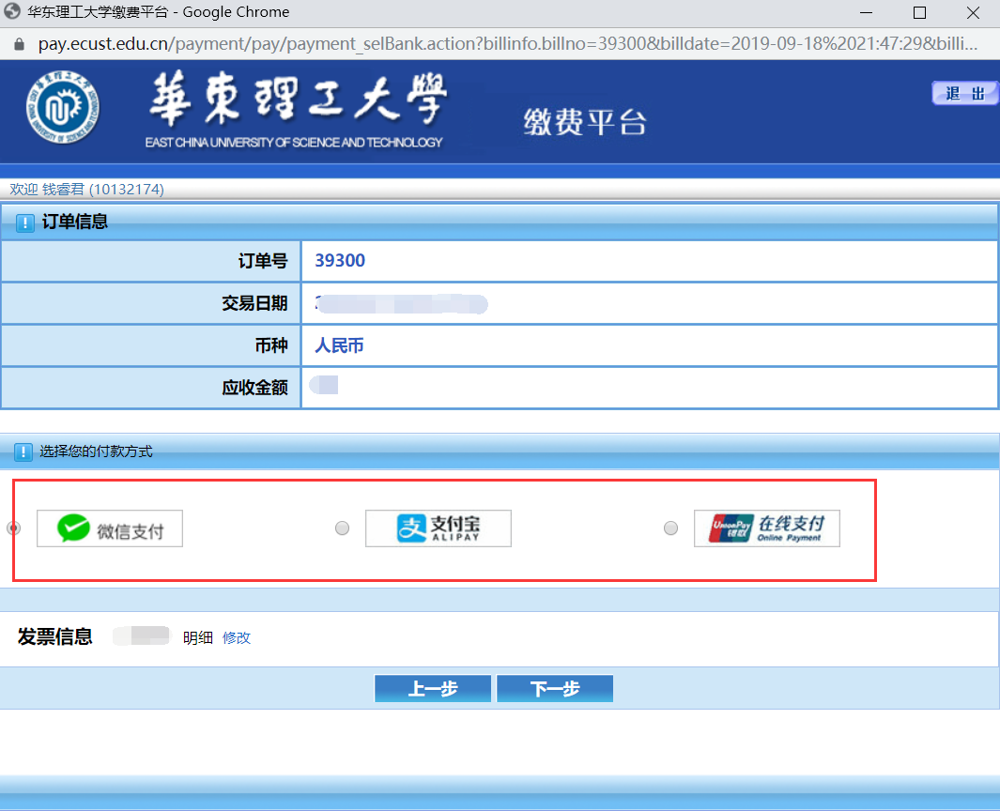 华东理工大学缴费平台 - Google Chrome
pay.ecust.edu.cn/payment/pay/payment_selBank.action?billinfo.billno=39300&billdate=2019-09-18%2021:47:29&billi...
華東理工大學
EAST CHINA UNIVERSITY OF SCIENCE AND TECHNOLOGY
缴费平台
退 出
欢迎 钱睿君 (10132174)
订单信息
订单号 39300
交易日期
币种 人民币
应收金额
选择您的付款方式
微信支付
支付宝
ALIPAY
UnionPay
银联
在线支付
Online Payment
发票信息 明细 修改
上一步 下一步